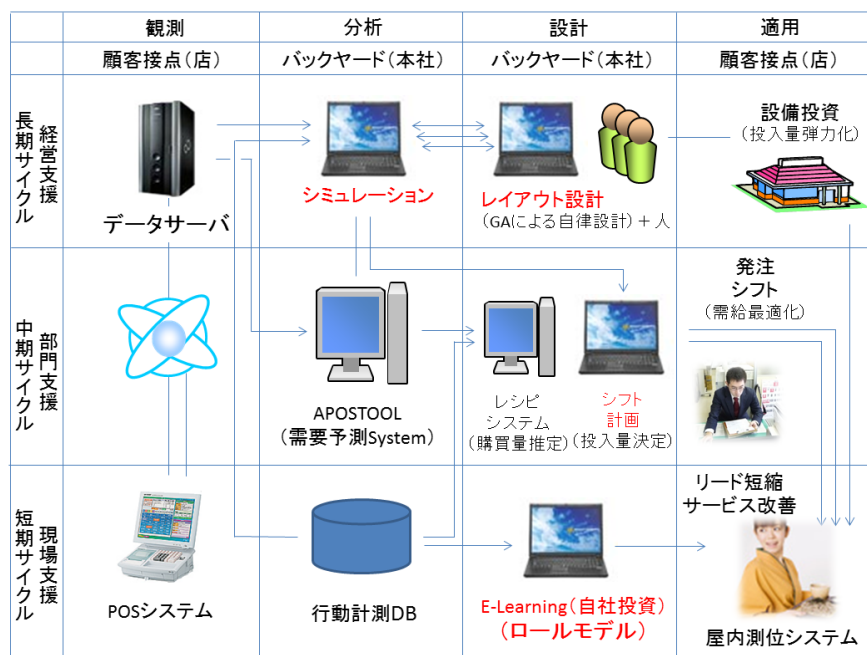 観測
分析
設計
適用
顧客接点(店)
バックヤード(本社)
バックヤード(本社)
顧客接点(店)
経営支援
長期サイクル
データサーバ
シミュレーション
レイアウト設計
(GAによる自律設計)+人
設備投資
(投入量弾力化)
部門支援
中期サイクル
APOSTOOL
(需要予測System)
レシピ
システム
(購買量推定)
シフト
計画
(投入量決定)
発注
シフト
(需給最適化)
現場支援
短期サイクル
POSシステム
行動計測DB
E-Learning(自社投資)
(ロールモデル)
リード短縮
サービス改善
屋内測位システム